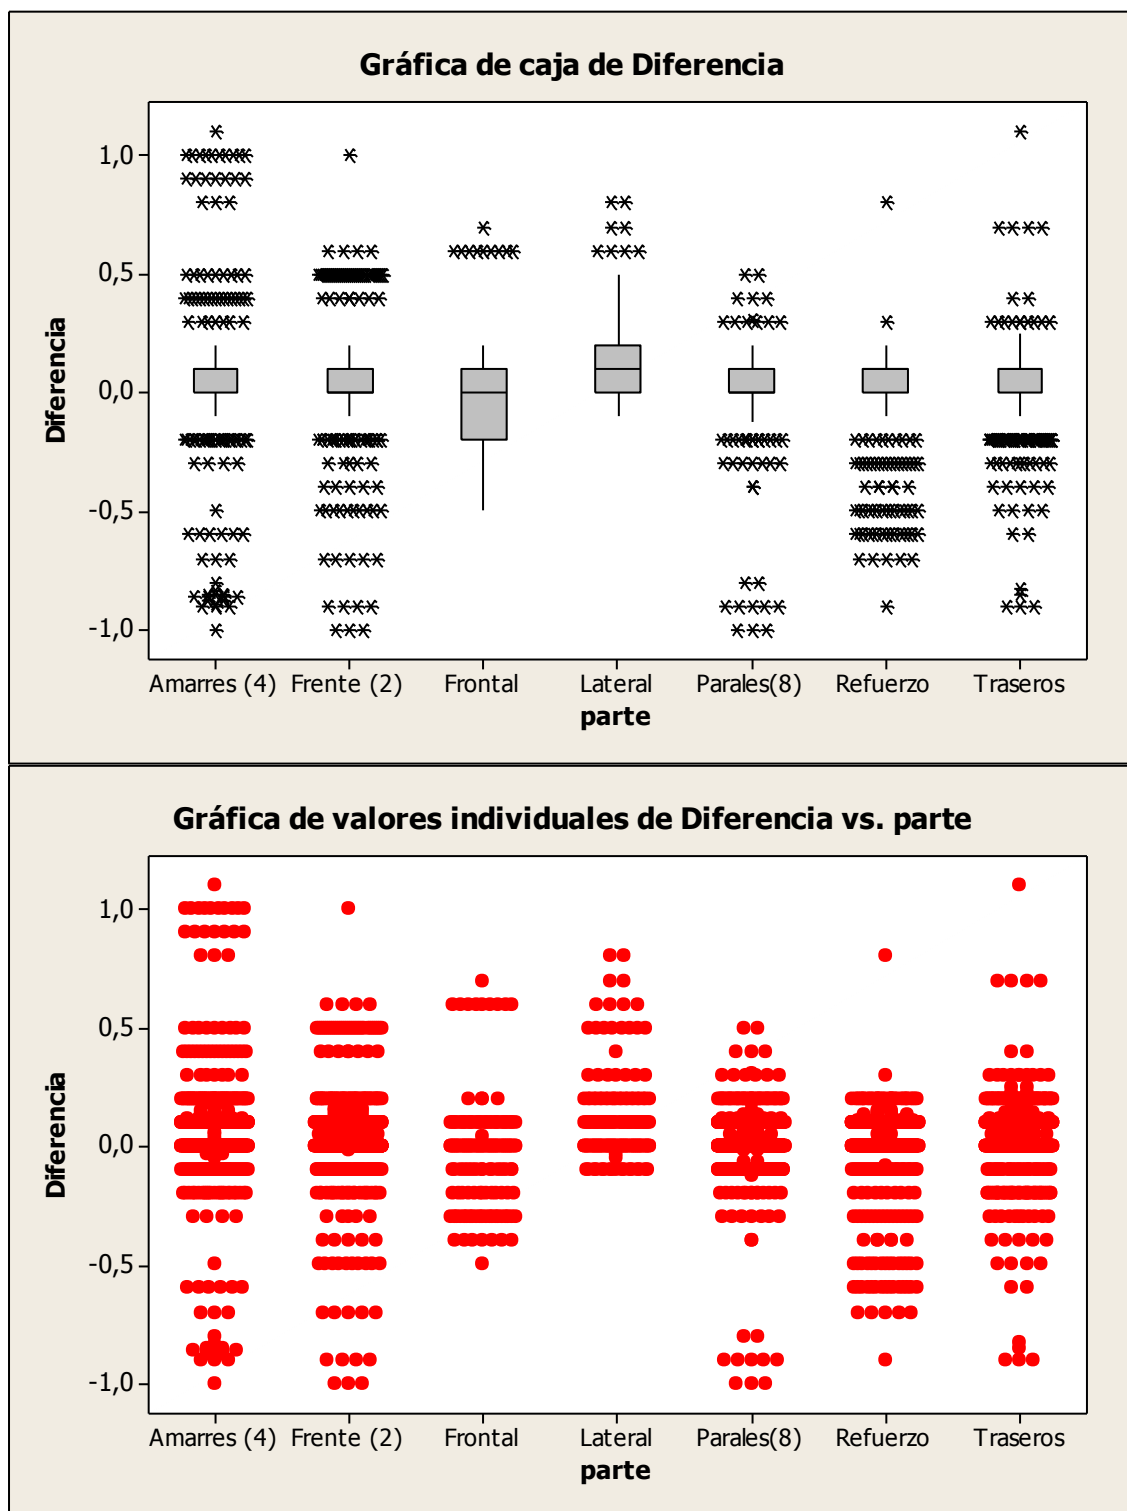 Gráfica de caja de Diferencia
1,0
0,5
0,0
-0,5
-1,0
Diferencia
Amarres (4) Frente (2) Frontal Lateral Parales(8) Refuerzo Traseros
parte
Gráfica de valores individuales de Diferencia vs. parte
1,0
0,5
0,0
-0,5
-1,0
Diferencia
Amarres (4) Frente (2) Frontal Lateral Parales(8) Refuerzo Traseros
parte